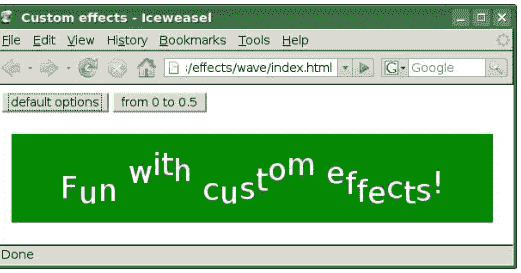 Custom effects - Iceweasel
File Edit View History Bookmarks Tools Help
:/effects/wave/index.html G Google
default options from 0 to 0.5
Fun with custom effects!
Done